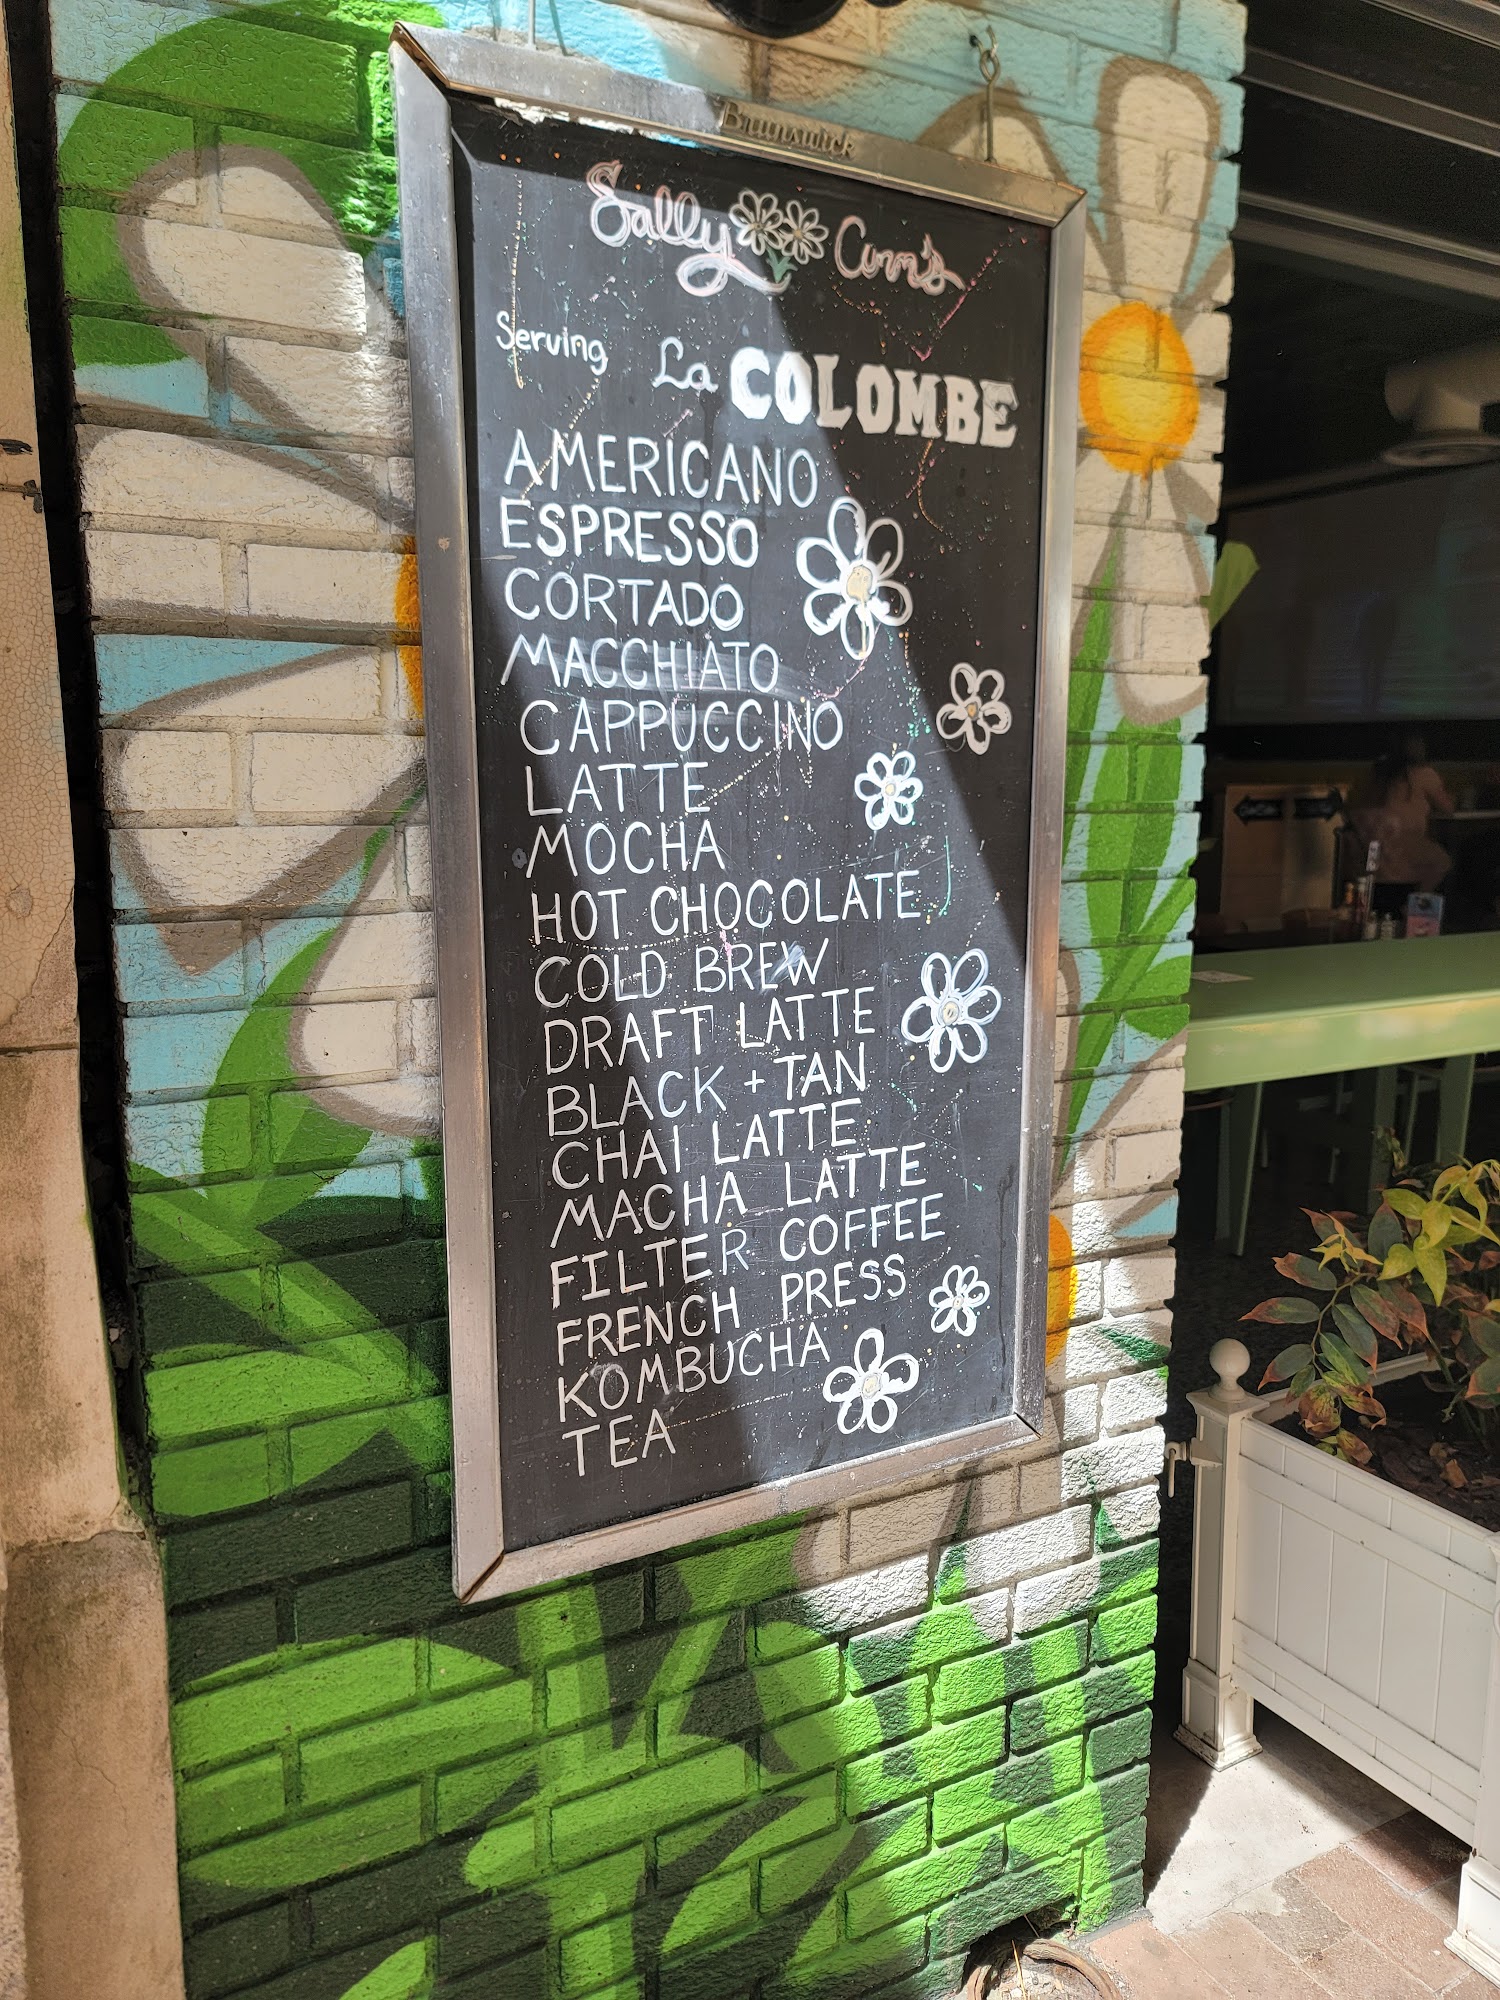 Brunswick
Sally Cinn's
Serving La COLOMBE
AMERICANO
ESPRESSO
CORTADO
MACCHIATO
CAPPUCCINO
LATTE
MOCHA
HOT CHOCOLATE
COLD BREW
DRAFT LATTE
BLACK + TAN
CHAI LATTE
MACHA LATTE
FILTER COFFEE
FRENCH PRESS
KOMBUCHA
TEA